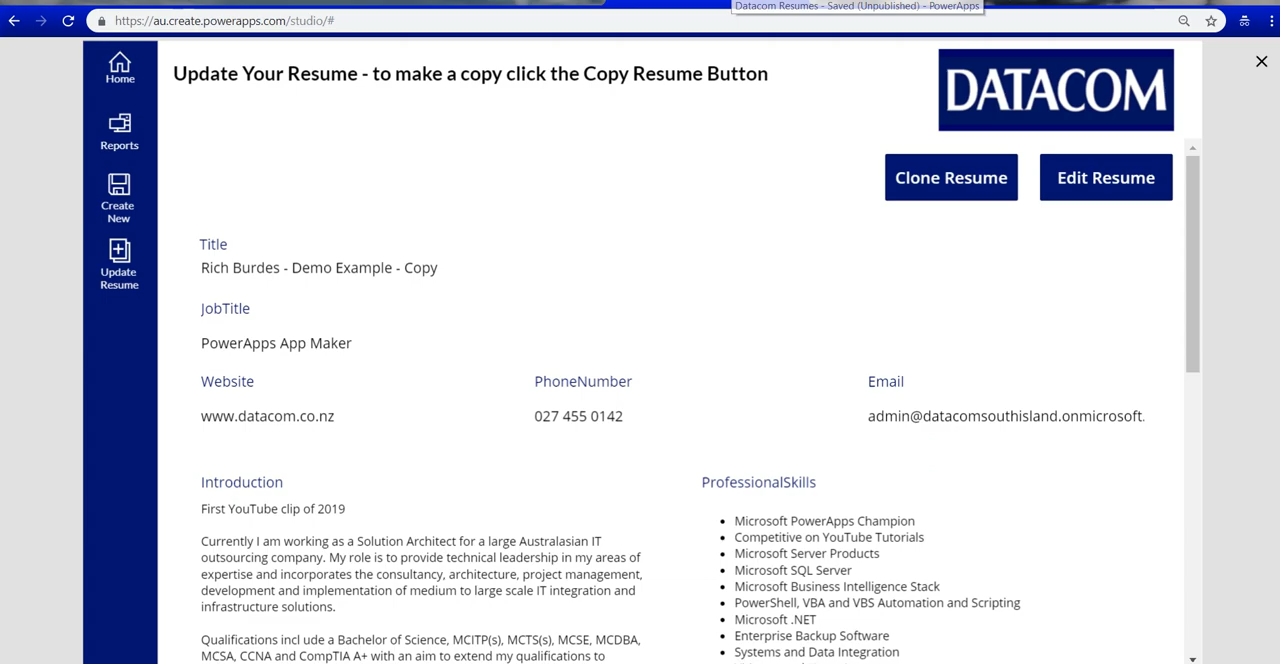 Datacom Resumes - Saved (Unpublished) - PowerApps
https://au.create.powerapps.com/studio/#
Home
Reports
Create
New
Update
Resume
Update Your Resume - to make a copy click the Copy Resume Button
DATACOM
Clone Resume
Edit Resume
Title
Rich Burdes - Demo Example - Copy
JobTitle
PowerApps App Maker
Website
PhoneNumber
Email
www.datacom.co.nz
027 455 0142
admin@datacomsouthisland.onmicrosoft.
Introduction
First YouTube clip of 2019
Currently I am working as a Solution Architect for a large Australasian IT
outsourcing company. My role is to provide technical leadership in my areas of
expertise and incorporates the consultancy, architecture, project management,
development and implementation of medium to large scale IT integration and
infrastructure solutions.
Qualifications incl ude a Bachelor of Science, MCITP(s), MCTS(s), MCSE, MCDBA,
MCSA, CCNA and CompTIA A+ with an aim to extend my qualifications to
ProfessionalSkills
Microsoft PowerApps Champion
Competitive on YouTube Tutorials
Microsoft Server Products
Microsoft SQL Server
Microsoft Business Intelligence Stack
PowerShell, VBA and VBS Automation and Scripting
Microsoft .NET
Enterprise Backup Software
Systems and Data Integration